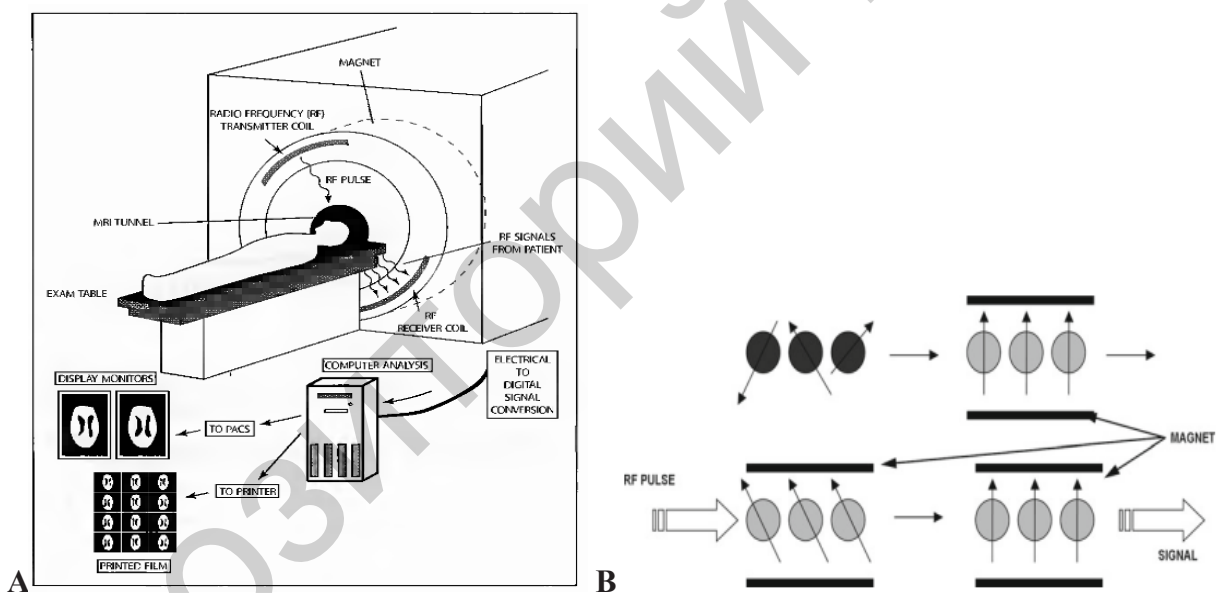 MAGNET
RADIO FREQUENCY (RF)
TRANSMITTER COIL
RF PULSE
MRI TUNNEL
RF SIGNALS
FROM PATIENT
EXAM TABLE
RF
RECEIVER COIL
COMPUTER ANALYSIS
ELECTRICAL
TO
DIGITAL
SIGNAL
CONVERSION
DISPLAY MONITORS
TO PACS
TO PRINTER
PRINTED FILM
A
MAGNET
RF PULSE
SIGNAL
B
озиторий